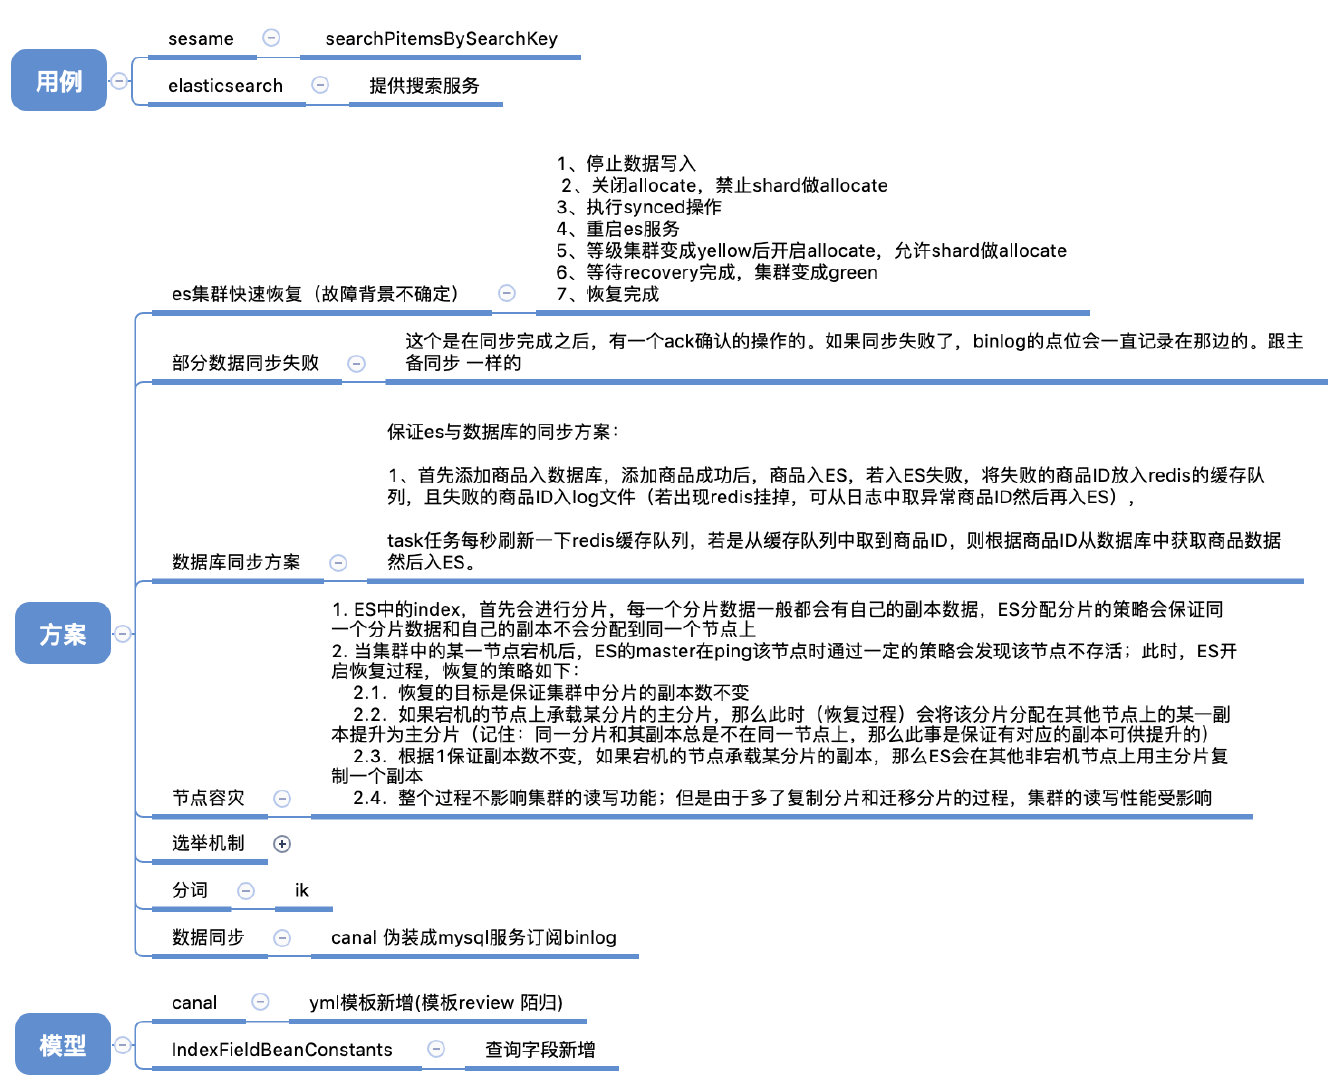 用例
sesame
searchPitemsBySearchKey
elasticsearch
提供搜索服务
方案
es集群快速恢复（故障背景不确定）
1、停止数据写入
2、关闭allocate，禁止shard做allocate
3、执行synced操作
4、重启es服务
5、等级集群变成yellow后开启allocate，允许shard做allocate
6、等待recovery完成，集群变成green
7、恢复完成
部分数据同步失败
这个是在同步完成之后，有一个ack确认的操作的。如果同步失败了，binlog的点位会一直记录在那边的。跟主
备同步 一样的
数据库同步方案
保证es与数据库的同步方案：
1、首先添加商品入数据库，添加商品成功后，商品入ES，若入ES失败，将失败的商品ID放入redis的缓存队
列，且失败的商品ID入log文件（若出现redis挂掉，可从日志中取异常商品ID然后再入ES），
task任务每秒刷新一下redis缓存队列，若是从缓存队列中取到商品ID，则根据商品ID从数据库中获取商品数据
然后入ES。
节点容灾
1. ES中的index，首先会进行分片，每一个分片数据一般都会有自己的副本数据，ES分配分片的策略会保证同
一个分片数据和自己的副本不会分配到同一个节点上
2. 当集群中的某一节点宕机后，ES的master在ping该节点时通过一定的策略会发现该节点不存活；此时，ES开
启恢复过程，恢复的策略如下：
2.1. 恢复的目标是保证集群中分片的副本数不变
2.2. 如果宕机的节点上承载某分片的主分片，那么此时（恢复过程）会将该分片分配在其他节点上的某一副
本提升为主分片（记住：同一分片和其副本总是不在同一节点上，那么此事是保证有对应的副本可供提升的）
2.3. 根据1保证副本数不变，如果宕机的节点承载某分片的副本，那么ES会在其他非宕机节点上用主分片复
制一个副本
2.4. 整个过程不影响集群的读写功能；但是由于多了复制分片和迁移分片的过程，集群的读写性能受影响
选举机制
分词
ik
数据同步
canal 伪装成mysql服务订阅binlog
模型
canal
yml模板新增(模板review 陌归)
IndexFieldBeanConstants
查询字段新增